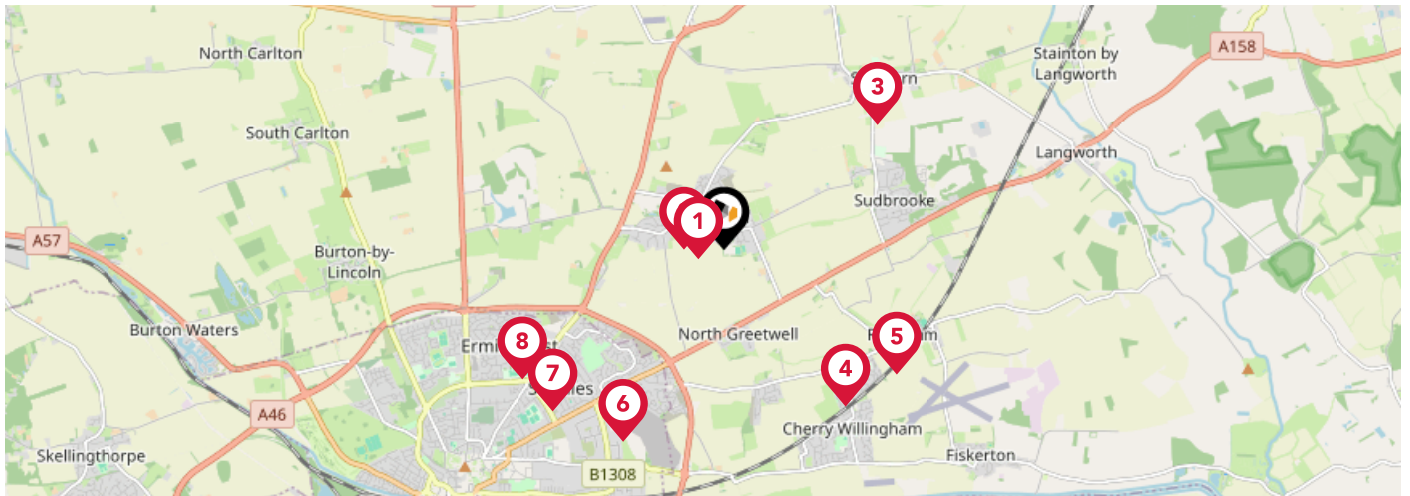 North Carlton
A158
Stainton by
Langworth
3
South Carlton
Langworth
Sudbrooke
1
A57
Burton-by-
Lincoln
Burton Waters
North Greetwell
8
5
7
4
6
A46
Cherry Willingham
Skellingthorpe
Fiskerton
B1308